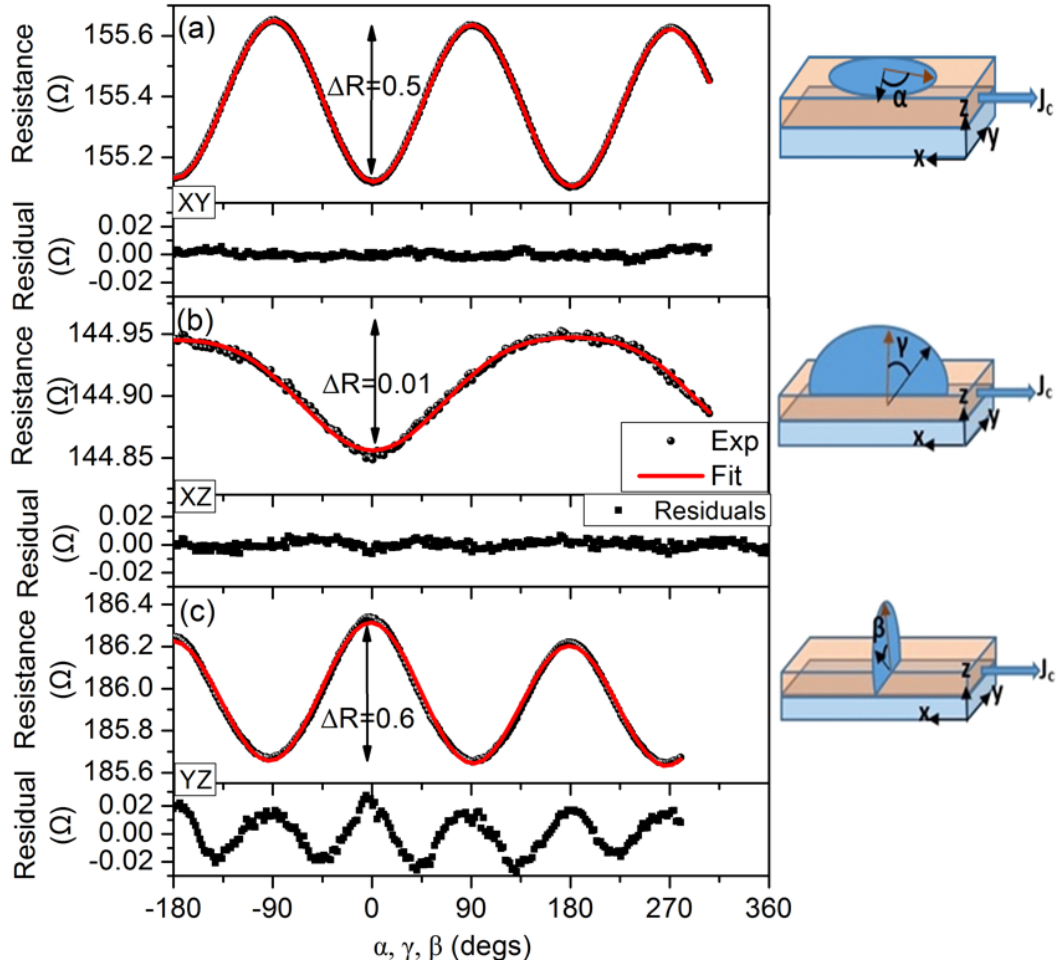 (a)
Resistance
(Ω)
155.6
155.4
155.2
ΔR=0.5
XY
Residual
(Ω)
0.02
0.00
-0.02
α
z
y
x
Jc
(b)
Resistance
(Ω)
144.95
144.90
144.85
ΔR=0.01
Exp
Fit
XZ
Residuals
Residual
(Ω)
0.02
0.00
-0.02
γ
z
y
x
Jc
(c)
Resistance
(Ω)
186.4
186.2
186.0
185.8
185.6
ΔR=0.6
YZ
Residual
(Ω)
0.02
0.00
-0.02
β
z
y
x
Jc
-180 -90 0 90 180 270 360
α, γ, β (degs)